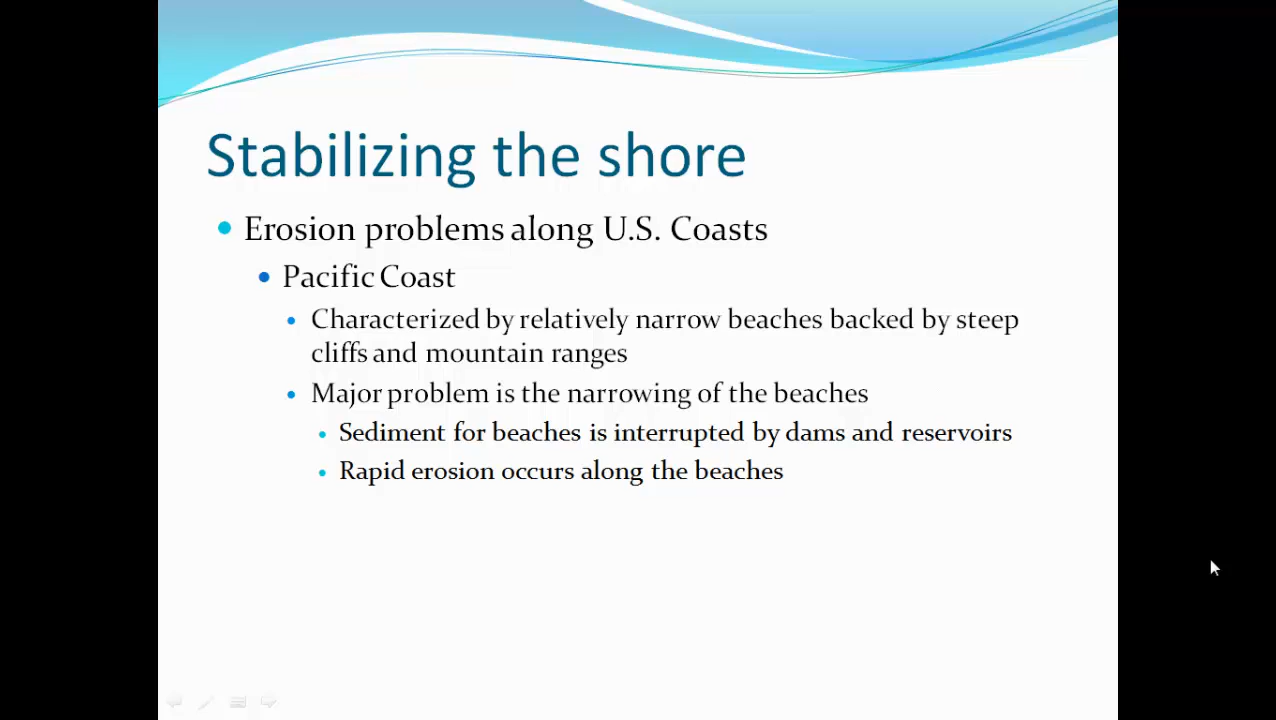 Stabilizing the shore
Erosion problems along U.S. Coasts
Pacific Coast
Characterized by relatively narrow beaches backed by steep
cliffs and mountain ranges
Major problem is the narrowing of the beaches
Sediment for beaches is interrupted by dams and reservoirs
Rapid erosion occurs along the beaches